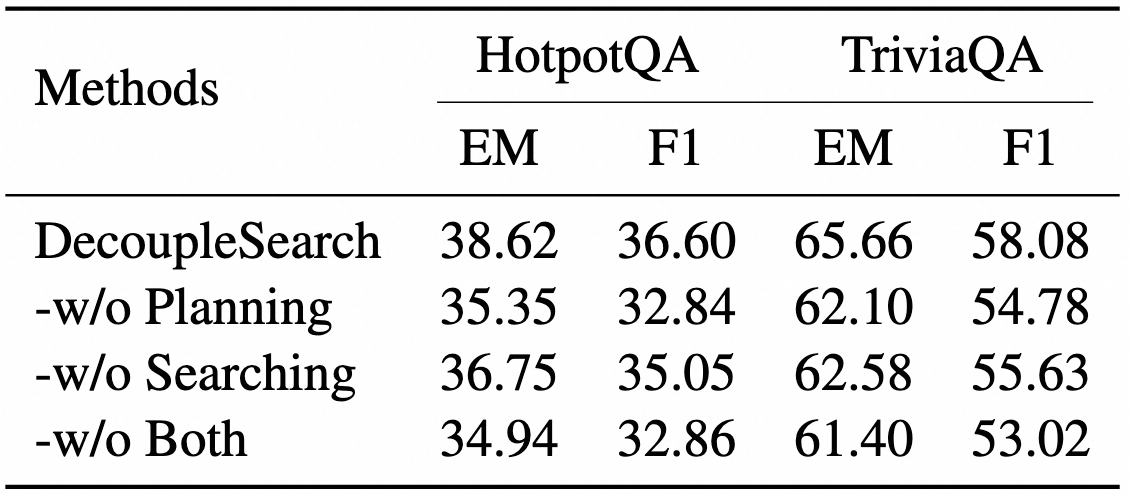 Methods HotpotQA TriviaQA
EM F1 EM F1
DecoupleSearch 38.62 36.60 65.66 58.08
-w/o Planning 35.35 32.84 62.10 54.78
-w/o Searching 36.75 35.05 62.58 55.63
-w/o Both 34.94 32.86 61.40 53.02